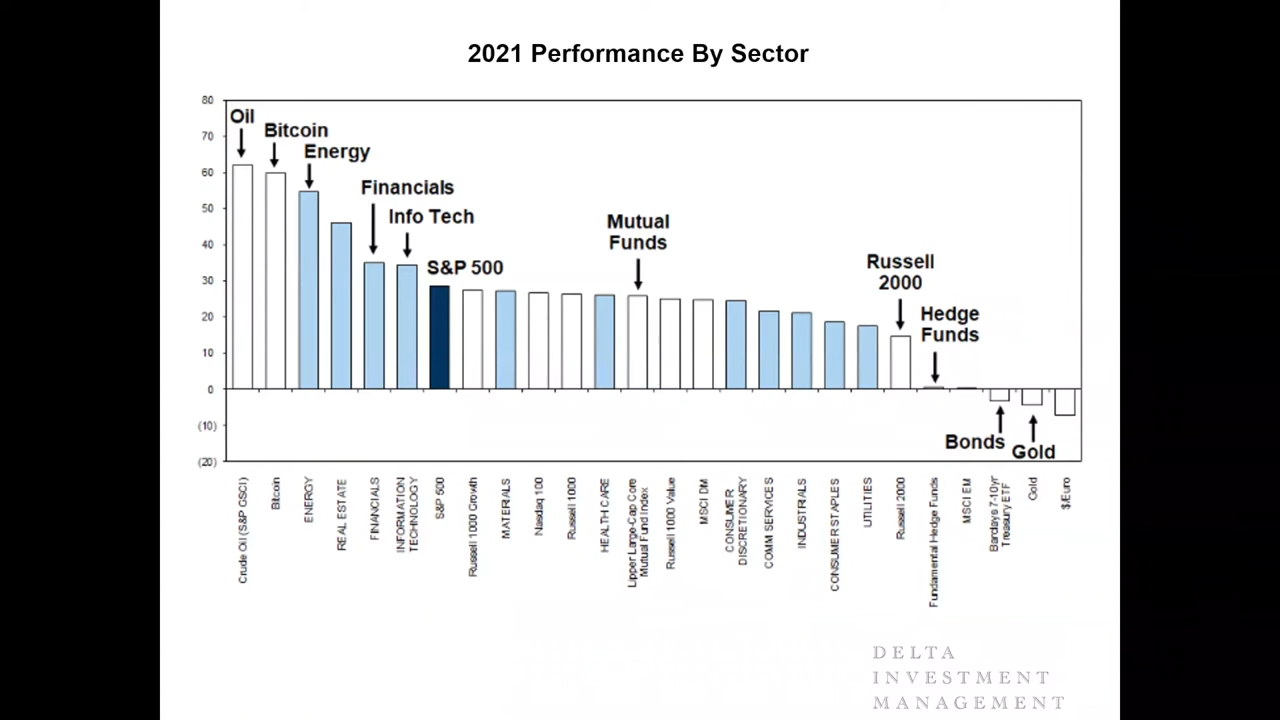 2021 Performance By Sector
80
70
60
50
40
30
20
10
0
(10)
(20)
Oil
Bitcoin
Energy
Financials
Info Tech
S&P 500
Mutual
Funds
Russell
2000
Hedge
Funds
Bonds
Gold
Crude Oil (S&P GSCI)
Bitcoin
ENERGY
REAL ESTATE
FINANCIALS
INFORMATION
TECHNOLOGY
S&P 500
Russell 1000 Growth
MATERIALS
Nasdaq 100
Russell 1000
HEALTH CARE
Lipper Large-Cap Core
Mutual Fund Index
Russell 1000 Value
MSCI DM
CONSUMER
DISCRETIONARY
COMM SERVICES
INDUSTRIALS
CONSUMER STAPLES
UTILITIES
Russell 2000
Fundamental Hedge Funds
MSCI EM
Barclays 7-10yr
Treasury ETF
Gold
$Euro
DELTA
INVESTMENT
MANAGEMENT